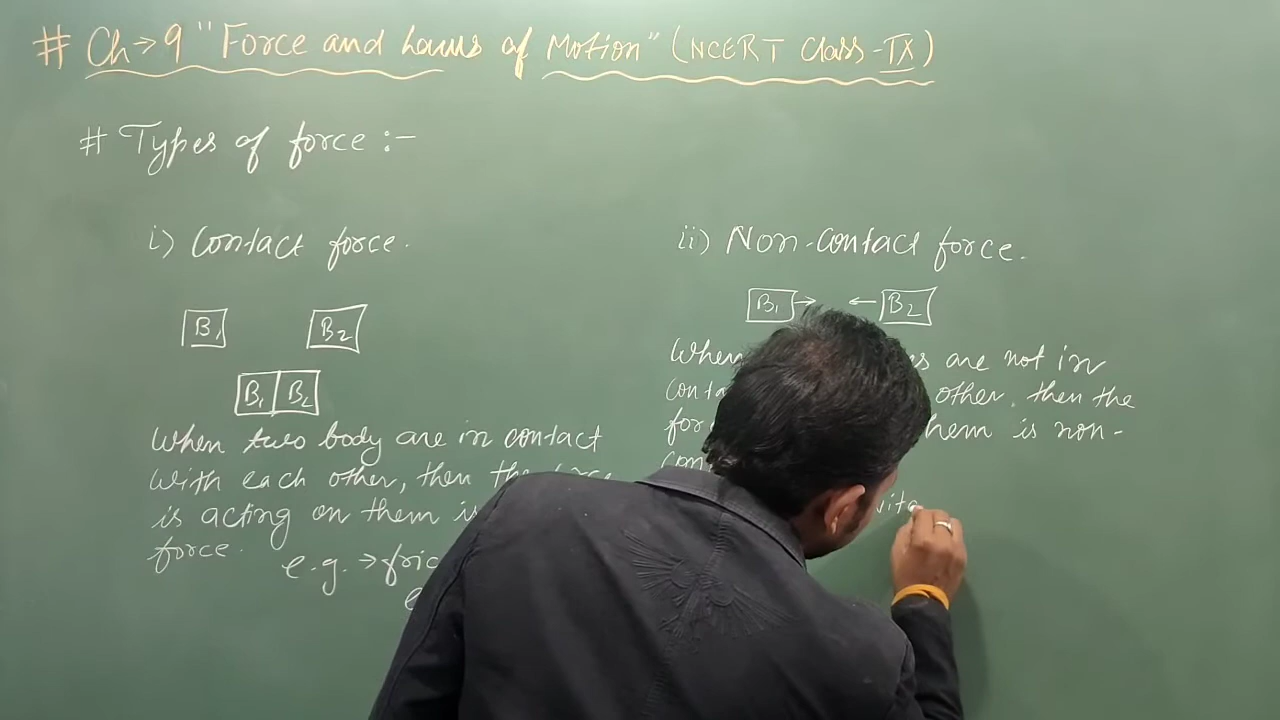 # Ch→9 "Force and Laws of Motion" (NCERT Class-IX)
# Types of force :-
i) Contact force.
B1 B2
B1 B2
When two body are in contact
with each other, then the
is acting on them is
force.
e.g. → fric
ii) Non-Contact force.
B1 → ← B2
When are not in
conta other, then the
for them is non-
con
vita